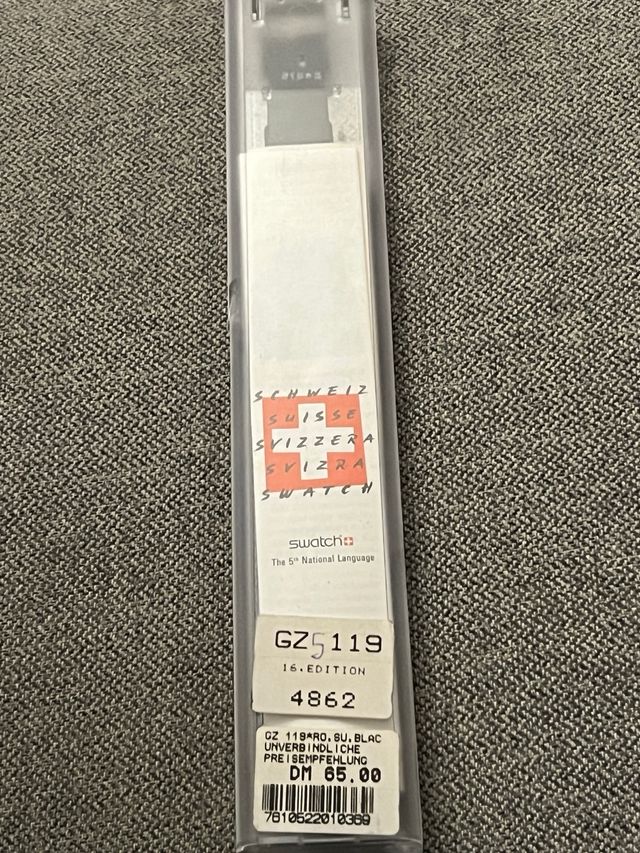 SCHWEIZ
SUISSE
SVIZZERA
SVIZRA
SWATCH
swatch
The 5th National Language
GZ5119
16.EDITION
4862
GZ 119*RO.SU.BLAC
UNVERBINDLICHE
PREISEMPFEHLUNG
DM 65.00
7610522010369